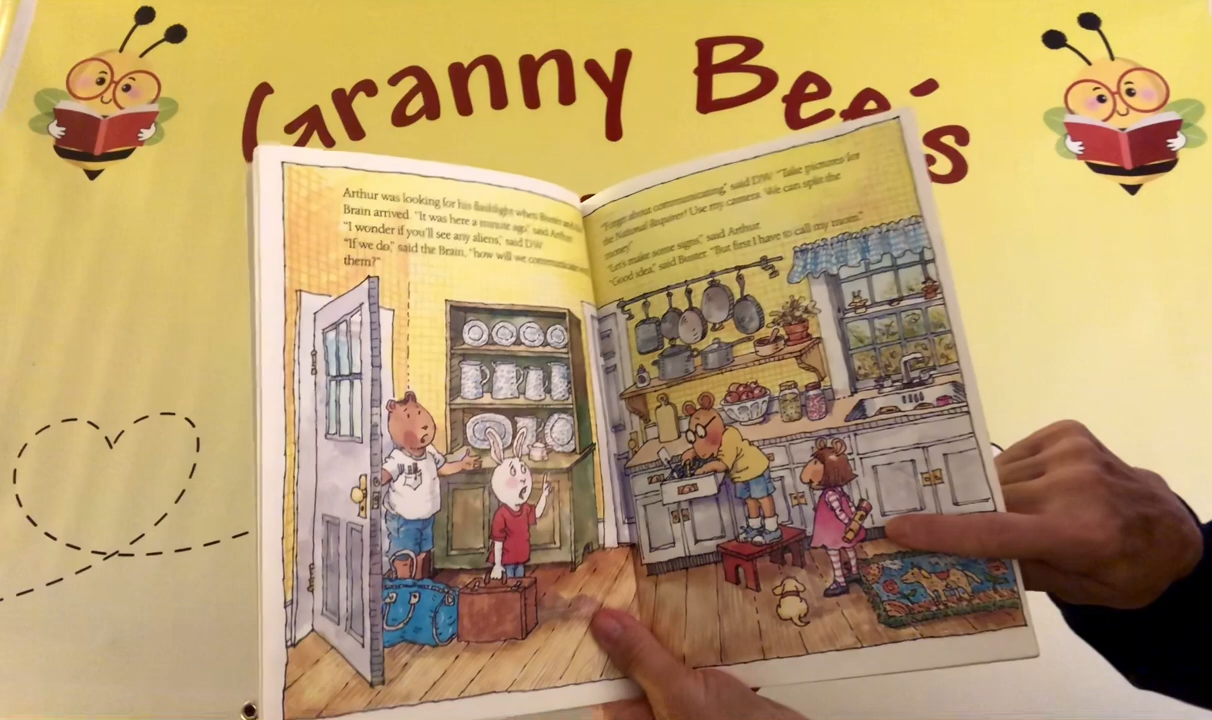 Granny Bee's
Arthur was looking for his flashlight when Buster and the
Brain arrived. "It was here a minute ago," said Arthur.
"I wonder if you'll see any aliens," said D.W.
"If we do," said the Brain, "how will we communicate
them?"
"Forget about communicating," said D.W. "Take pictures for
the National Requirer! Use my camera. We can split the
money!"
"Let's make some signs," said Arthur.
"Good idea," said Buster. "But first I have to call my mom."